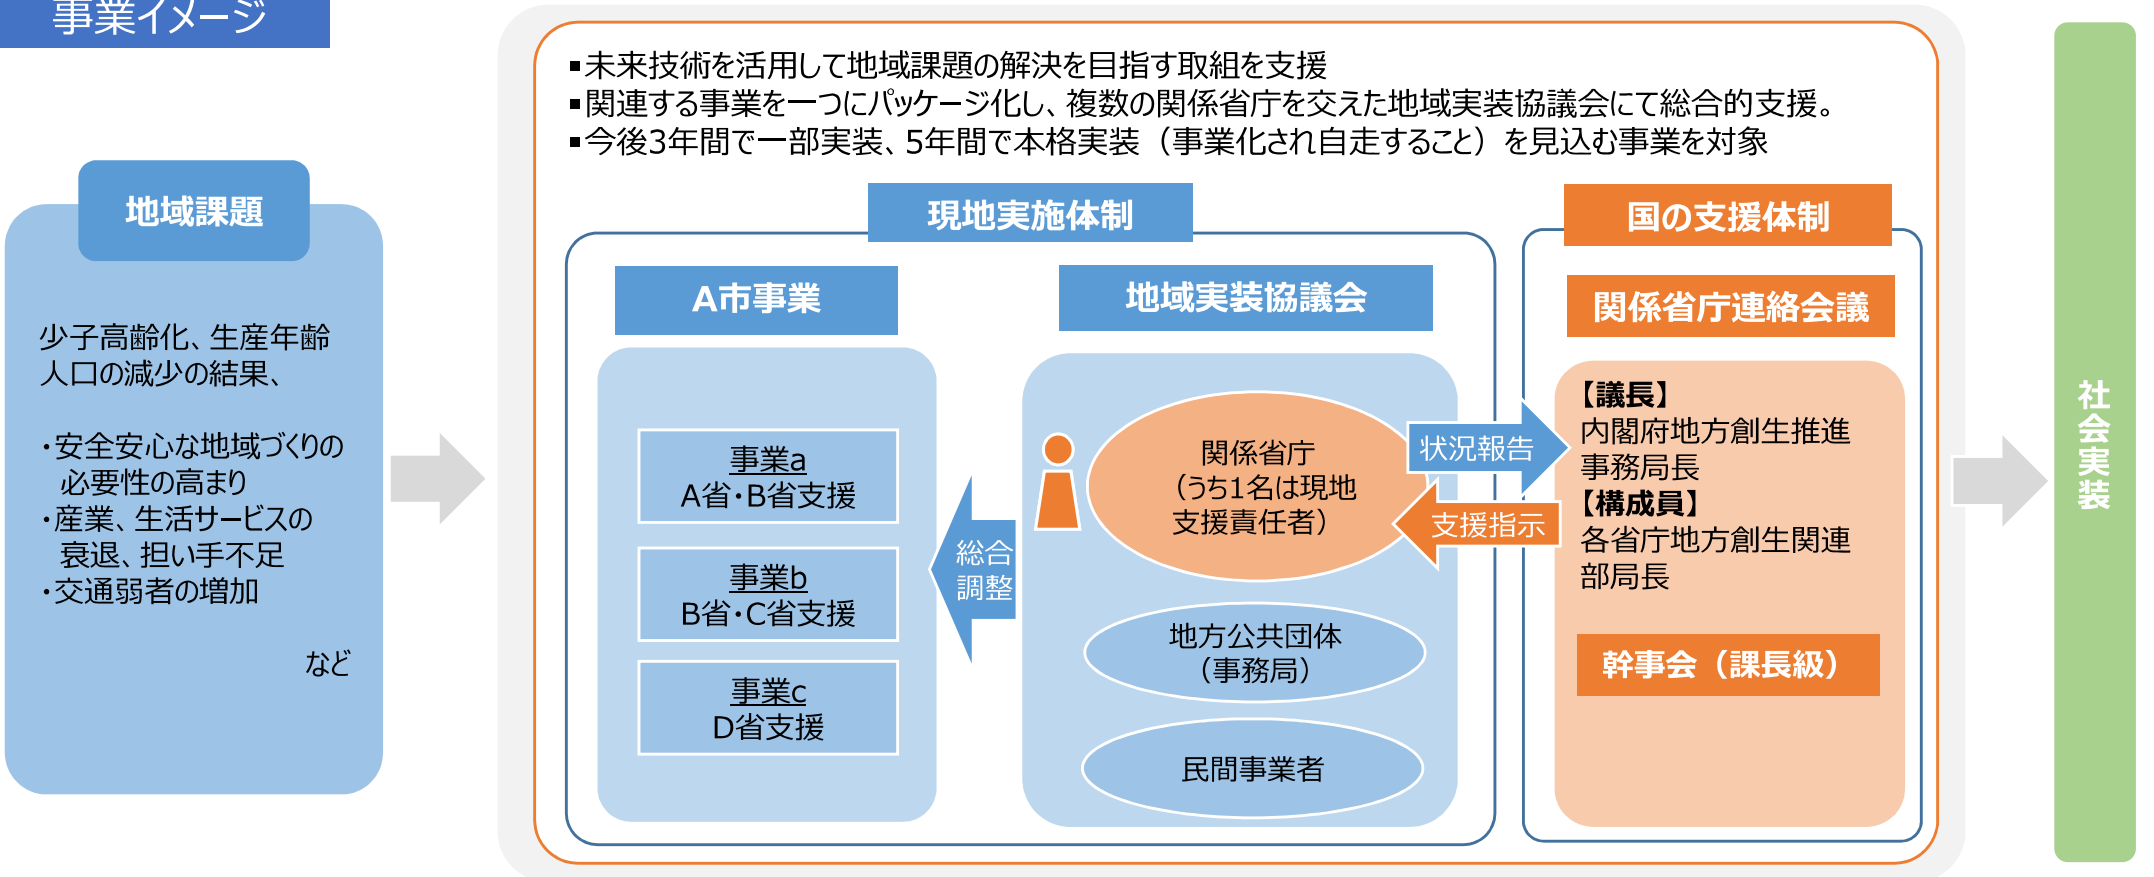 事業イメージ
地域課題
少子高齢化、生産年齢
人口の減少の結果、
・安全安心な地域づくりの
必要性の高まり
・産業、生活サービスの
衰退、担い手不足
・交通弱者の増加
など
▪未来技術を活用して地域課題の解決を目指す取組を支援
▪関連する事業を一つにパッケージ化し、複数の関係省庁を交えた地域実装協議会にて総合的支援。
▪今後3年間で一部実装、5年間で本格実装（事業化され自走すること）を見込む事業を対象
現地実施体制
A市事業
事業a
A省・B省支援
事業b
B省・C省支援
事業c
D省支援
総合
調整
地域実装協議会
関係省庁
（うち1名は現地
支援責任者）
地方公共団体
（事務局）
民間事業者
状況報告
支援指示
国の支援体制
関係省庁連絡会議
【議長】
内閣府地方創生推進
事務局長
【構成員】
各省庁地方創生関連
部局長
幹事会（課長級）
社会実装